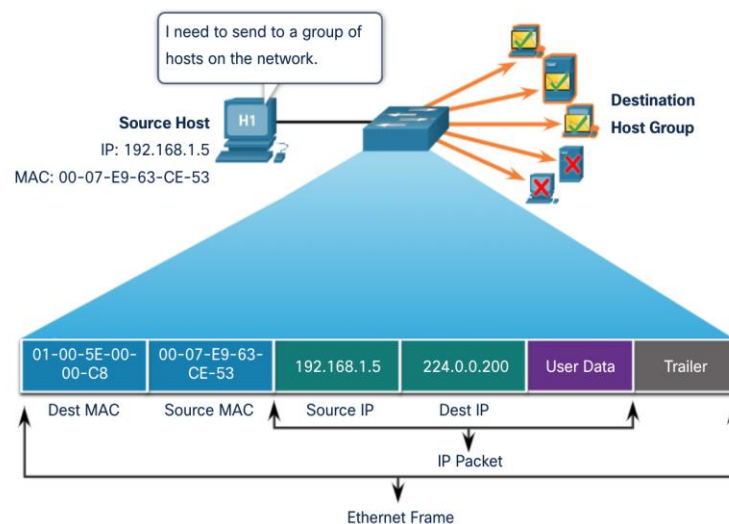 I need to send to a group of
hosts on the network.
H1
Source Host
IP: 192.168.1.5
MAC: 00-07-E9-63-CE-53
Destination
Host Group
01-00-5E-00-
00-C8
00-07-E9-63-
CE-53
192.168.1.5
224.0.0.200
User Data
Trailer
Dest MAC
Source MAC
Source IP
Dest IP
IP Packet
Ethernet Frame